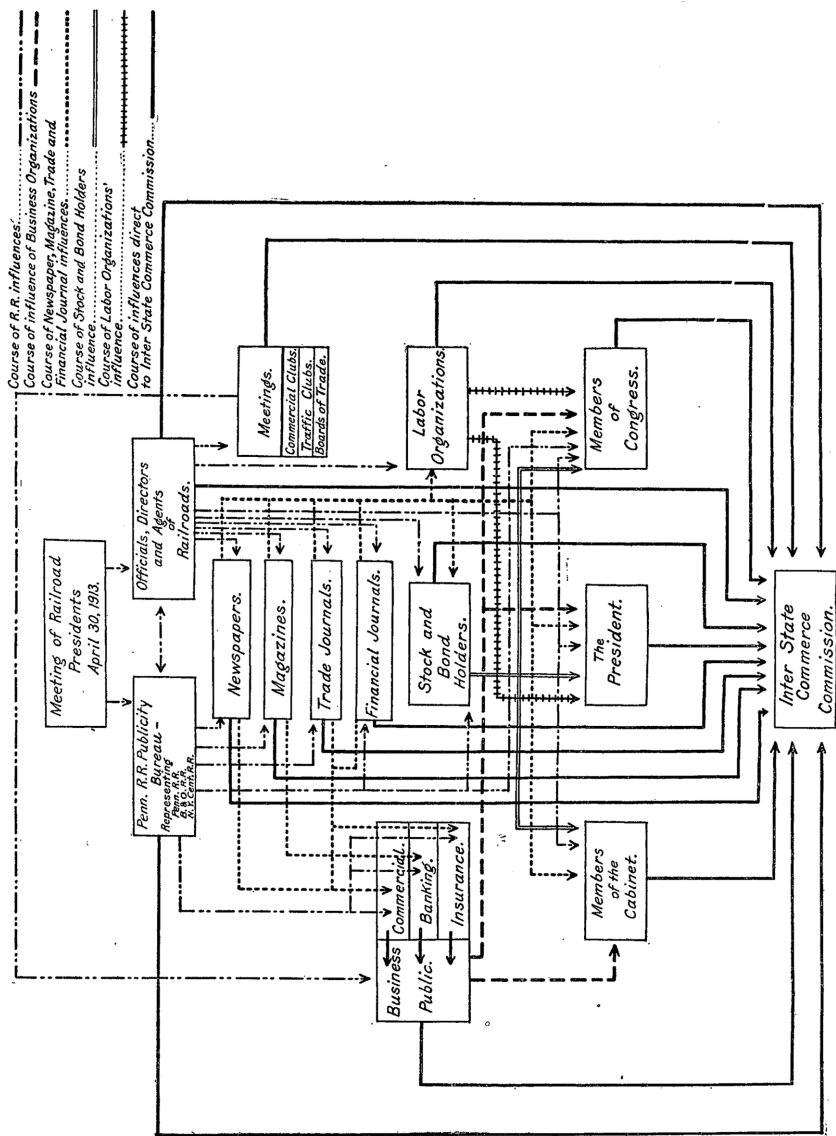 Course of R.R. influences.
Course of influence of Business Organizations
Course of Newspaper, Magazine, Trade and
Financial Journal influences.
Course of Stock and Bond Holders
influence.
Course of Labor Organizations'
influence.
Course of influences direct
to Inter State Commerce Commission.
Meeting of Railroad
Presidents
April 30, 1913.
Penn. R.R. Publicity
Bureau-
Representing
Penn. R.R.
B. & O. R.R.
N.Y. Cent. R.R.
Officials, Directors
and Agents
of
Railroads.
Newspapers.
Magazines.
Trade Journals.
Financial Journals.
Meetings.
Commercial Clubs.
Traffic Clubs.
Boards of Trade.
Business
Public.
Commercial.
Banking.
Insurance.
Stock and
Bond
Holders.
Labor
Organizations.
Members
of the
Cabinet.
The
President.
Members
of
Congress.
Inter State
Commerce
Commission.